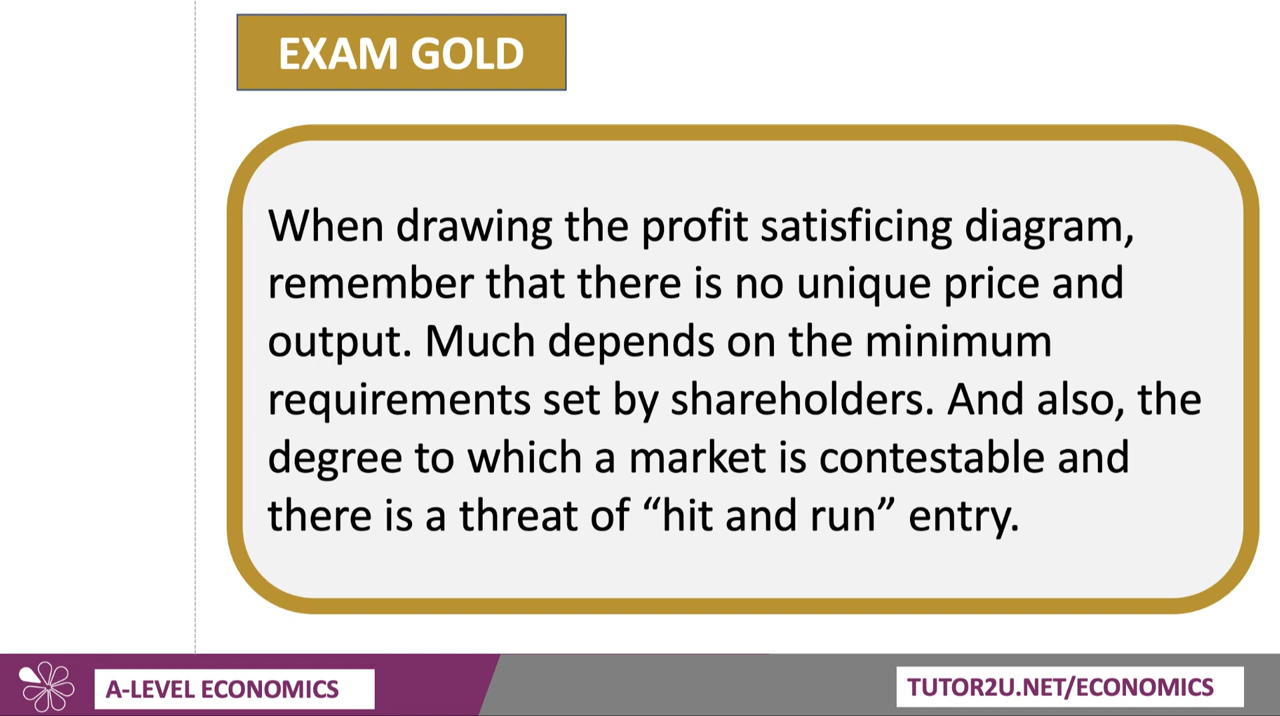 EXAM GOLD
When drawing the profit satisficing diagram,
remember that there is no unique price and
output. Much depends on the minimum
requirements set by shareholders. And also, the
degree to which a market is contestable and
there is a threat of “hit and run” entry.
A-LEVEL ECONOMICS
TUTOR2U.NET/ECONOMICS